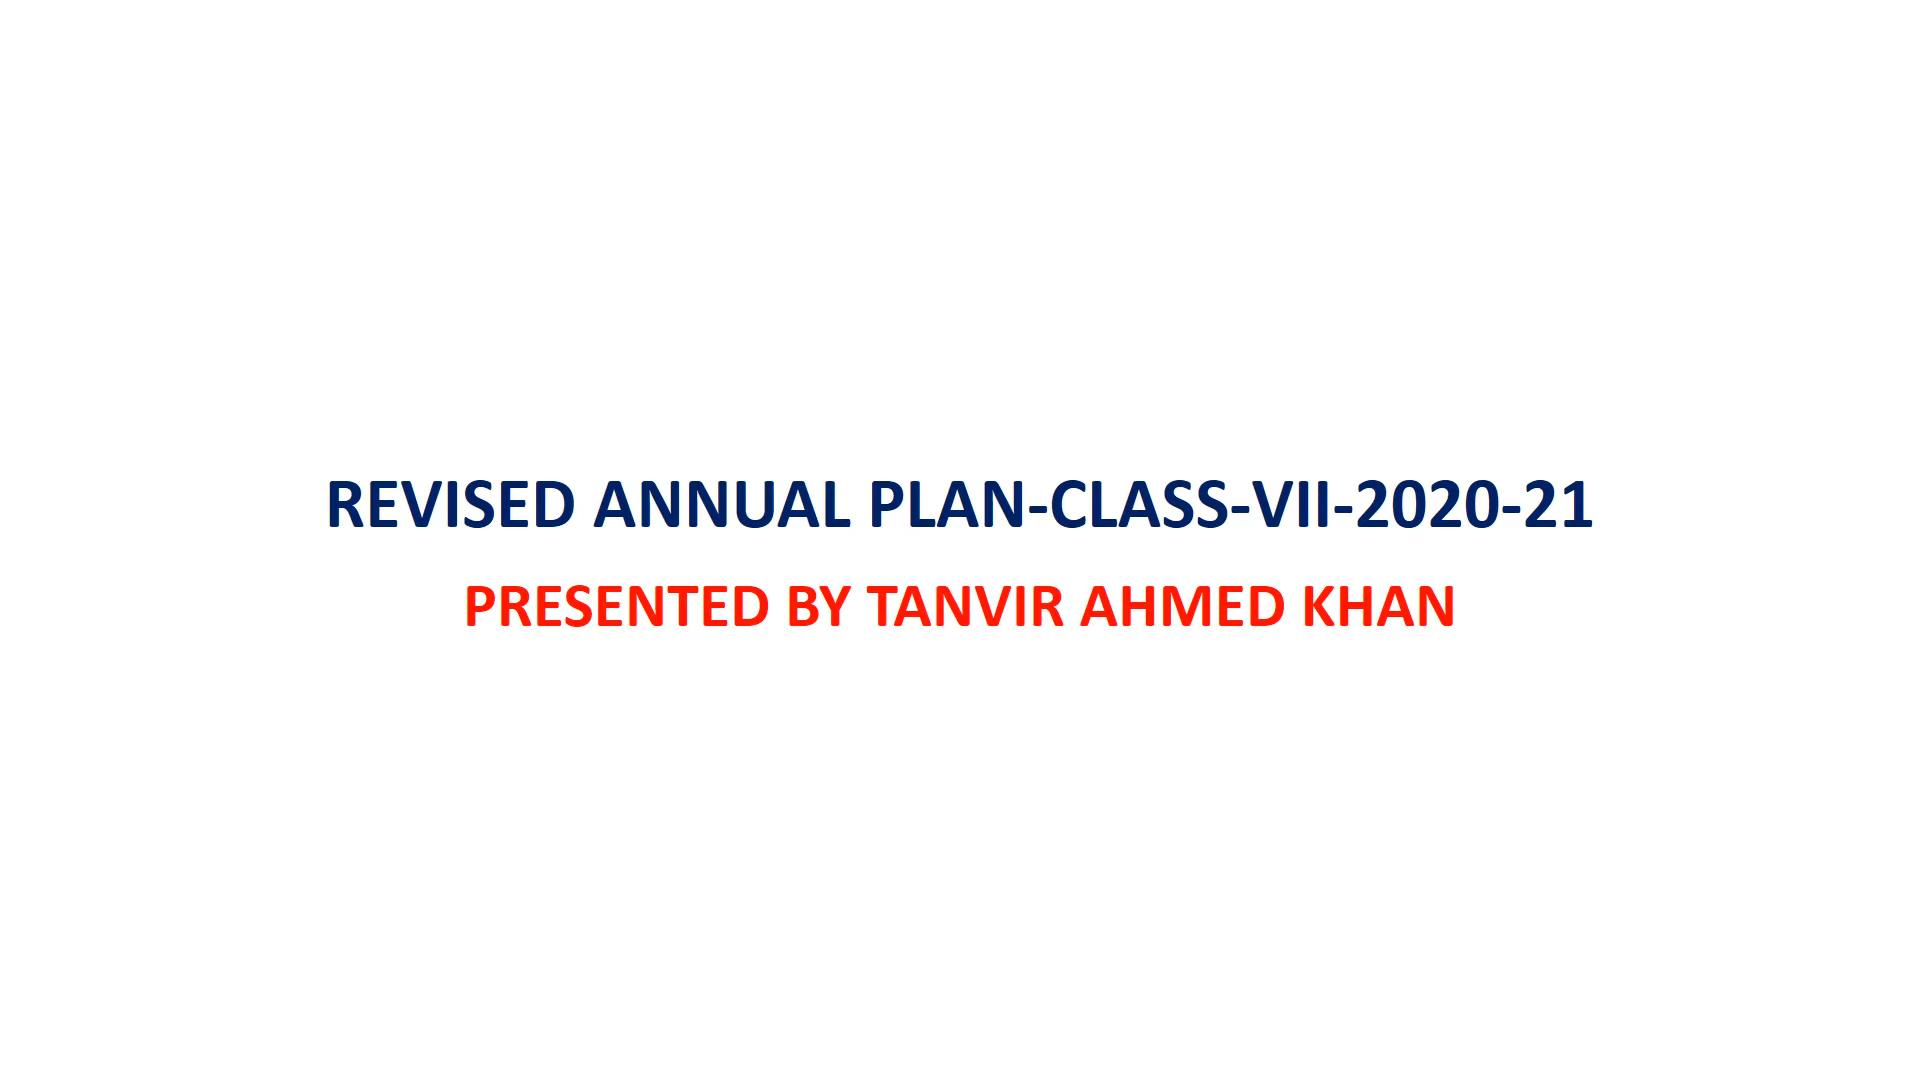 REVISED ANNUAL PLAN-CLASS-VII-2020-21
PRESENTED BY TANVIR AHMED KHAN